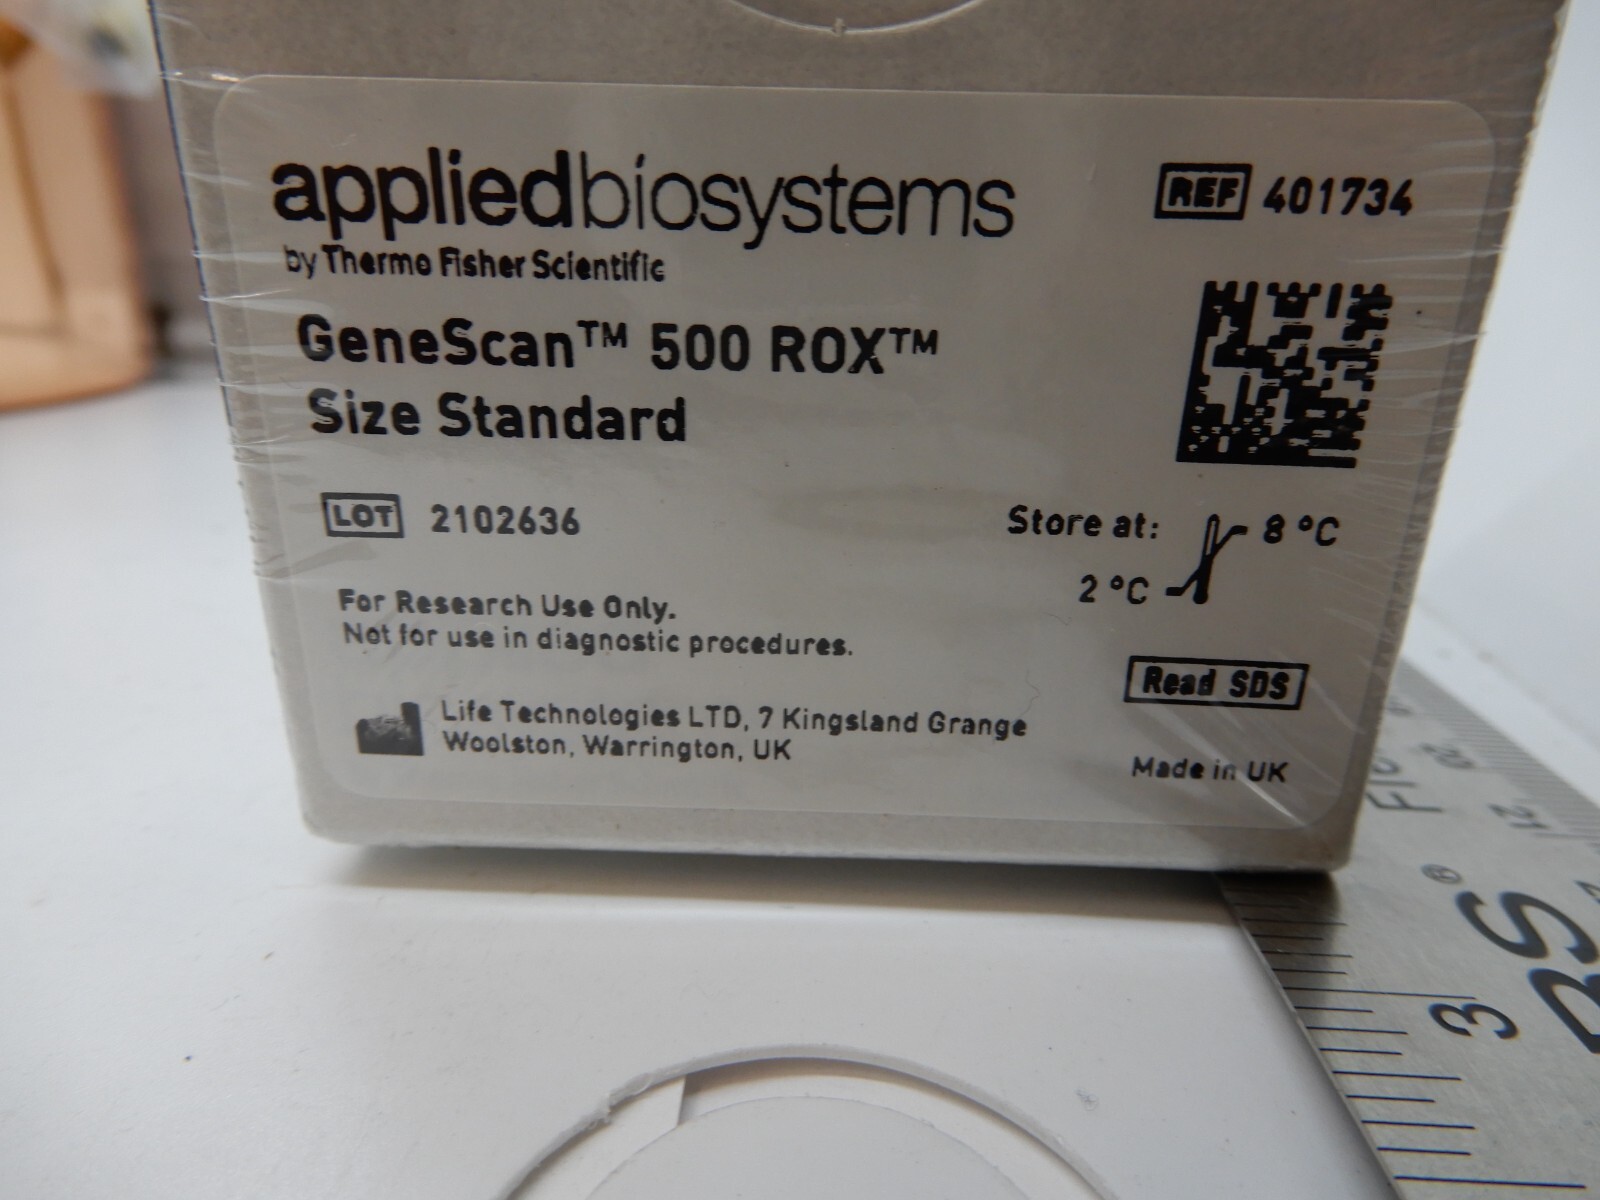 appliedbiosystems
by Thermo Fisher Scientific
REF 401734
GeneScan™ 500 ROX™
Size Standard
LOT 2102636
Store at: 8 °C
2 °C
For Research Use Only.
Not for use in diagnostic procedures.
Read SDS
Life Technologies LTD, 7 Kingsland Grange
Woolston, Warrington, UK
Made in UK
3